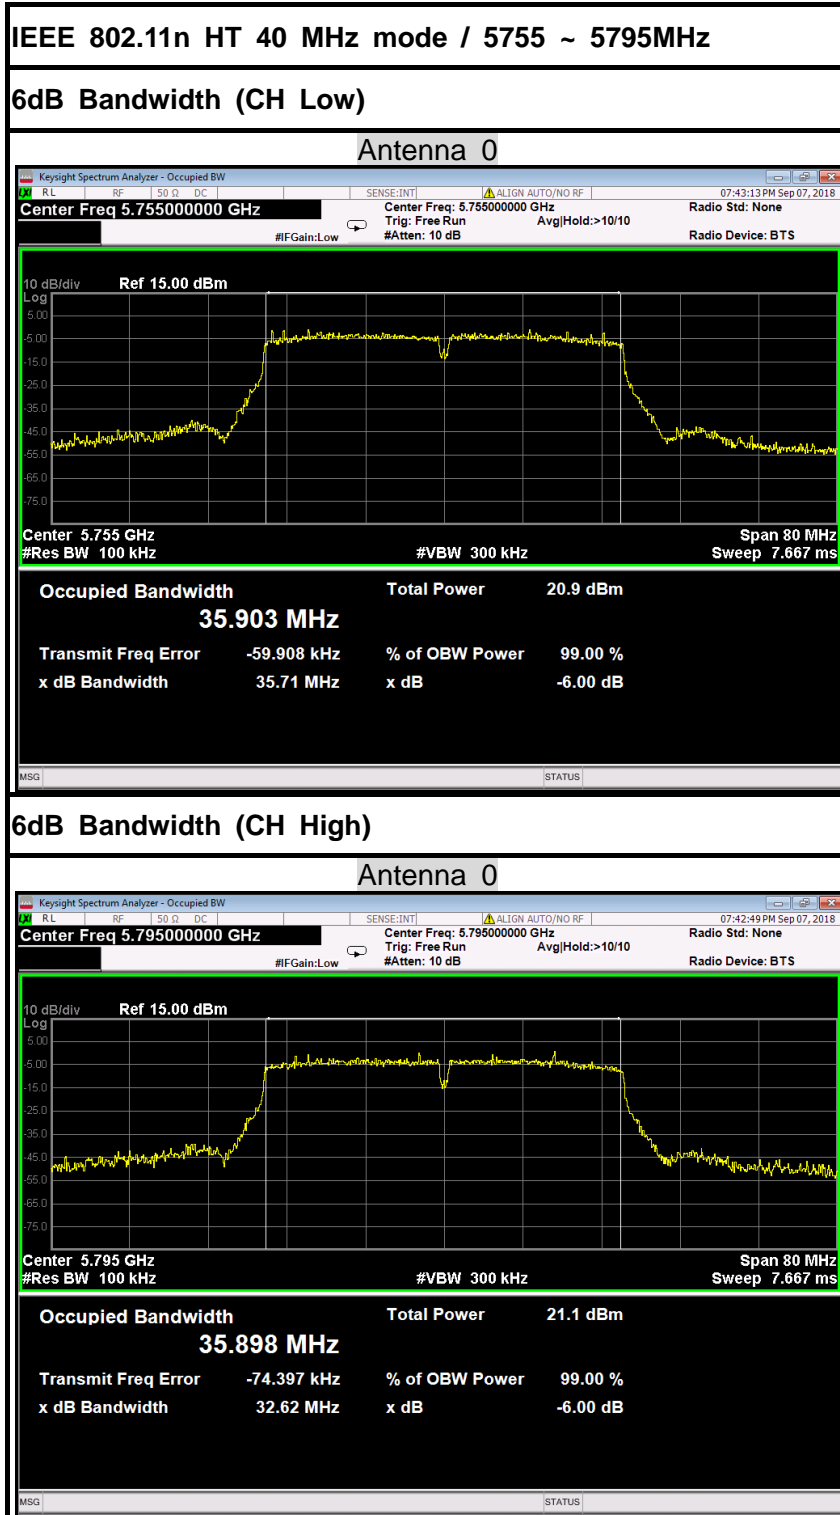 IEEE 802.11n HT 40 MHz mode / 5755 ~ 5795MHz
6dB Bandwidth (CH Low)
Antenna 0
Keysight Spectrum Analyzer - Occupied BW
LXI RL RF 50 Ω DC SENSE:INT ALIGN AUTO/NO RF 07:43:13 PM Sep 07, 2018
Center Freq 5.755000000 GHz Center Freq: 5.755000000 GHz Radio Std: None
Trig: Free Run Avg|Hold:>10/10
#IFGain:Low #Atten: 10 dB Radio Device: BTS
10 dB/div Ref 15.00 dBm
Log
5.00
-5.00
-15.0
-25.0
-35.0
-45.0
-55.0
-65.0
-75.0
Center 5.755 GHz Span 80 MHz
#Res BW 100 kHz #VBW 300 kHz Sweep 7.667 ms
Occupied Bandwidth Total Power 20.9 dBm
35.903 MHz
Transmit Freq Error -59.908 kHz % of OBW Power 99.00 %
x dB Bandwidth 35.71 MHz x dB -6.00 dB
MSG STATUS
6dB Bandwidth (CH High)
Antenna 0
Keysight Spectrum Analyzer - Occupied BW
LXI RL RF 50 Ω DC SENSE:INT ALIGN AUTO/NO RF 07:42:49 PM Sep 07, 2018
Center Freq 5.795000000 GHz Center Freq: 5.795000000 GHz Radio Std: None
Trig: Free Run Avg|Hold:>10/10
#IFGain:Low #Atten: 10 dB Radio Device: BTS
10 dB/div Ref 15.00 dBm
Log
5.00
-5.00
-15.0
-25.0
-35.0
-45.0
-55.0
-65.0
-75.0
Center 5.795 GHz Span 80 MHz
#Res BW 100 kHz #VBW 300 kHz Sweep 7.667 ms
Occupied Bandwidth Total Power 21.1 dBm
35.898 MHz
Transmit Freq Error -74.397 kHz % of OBW Power 99.00 %
x dB Bandwidth 32.62 MHz x dB -6.00 dB
MSG STATUS